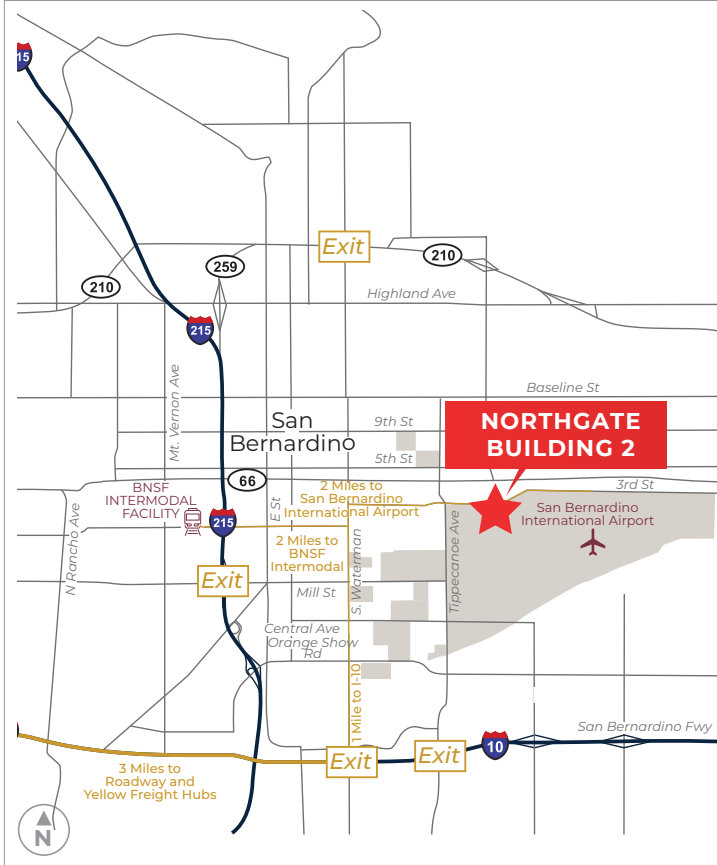 15
Exit
259
210
210
Highland Ave
215
Mt. Vernon Ave
Baseline St
San
Bernardino
9th St
5th St
NORTHGATE
BUILDING 2
66
BNSF
INTERMODAL
FACILITY
2 Miles to
San Bernardino
International Airport
3rd St
E St
215
San Bernardino
International Airport
N Rancho Ave
2 Miles to
BNSF
Intermodal
S. Waterman
Tippecanoe Ave
Exit
Mill St
Central Ave
Orange Show
Rd
1 Mile to I-10
San Bernardino Fwy
10
Exit
Exit
3 Miles to
Roadway and
Yellow Freight Hubs
N